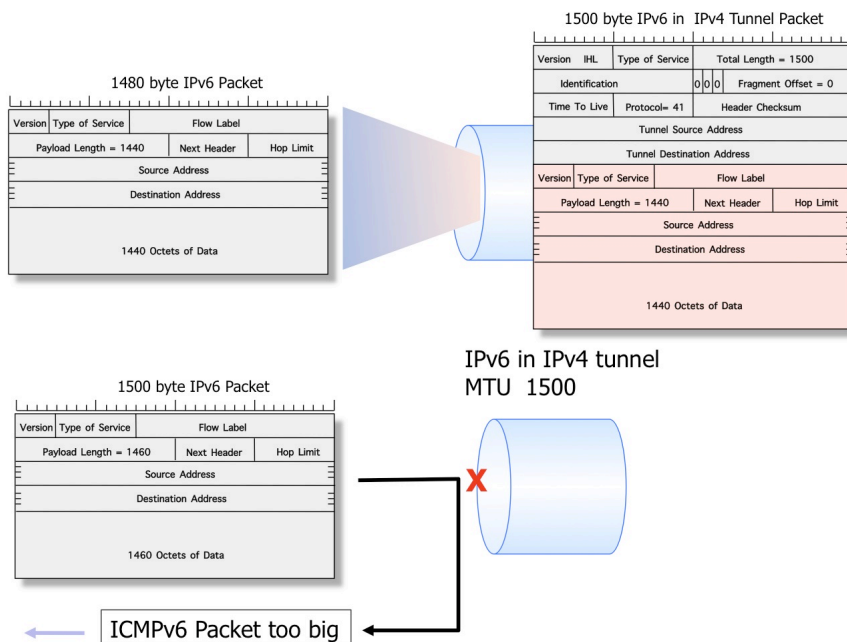 1500 byte IPv6 in IPv4 Tunnel Packet
Version IHL Type of Service Total Length = 1500
Identification 0 0 0 Fragment Offset = 0
Time To Live Protocol= 41 Header Checksum
Tunnel Source Address
Tunnel Destination Address
Version Type of Service Flow Label
Payload Length = 1440 Next Header Hop Limit
Source Address
Destination Address
1440 Octets of Data
1480 byte IPv6 Packet
Version Type of Service Flow Label
Payload Length = 1440 Next Header Hop Limit
Source Address
Destination Address
1440 Octets of Data
IPv6 in IPv4 tunnel
MTU 1500
1500 byte IPv6 Packet
Version Type of Service Flow Label
Payload Length = 1460 Next Header Hop Limit
Source Address
Destination Address
1460 Octets of Data
X
ICMPv6 Packet too big